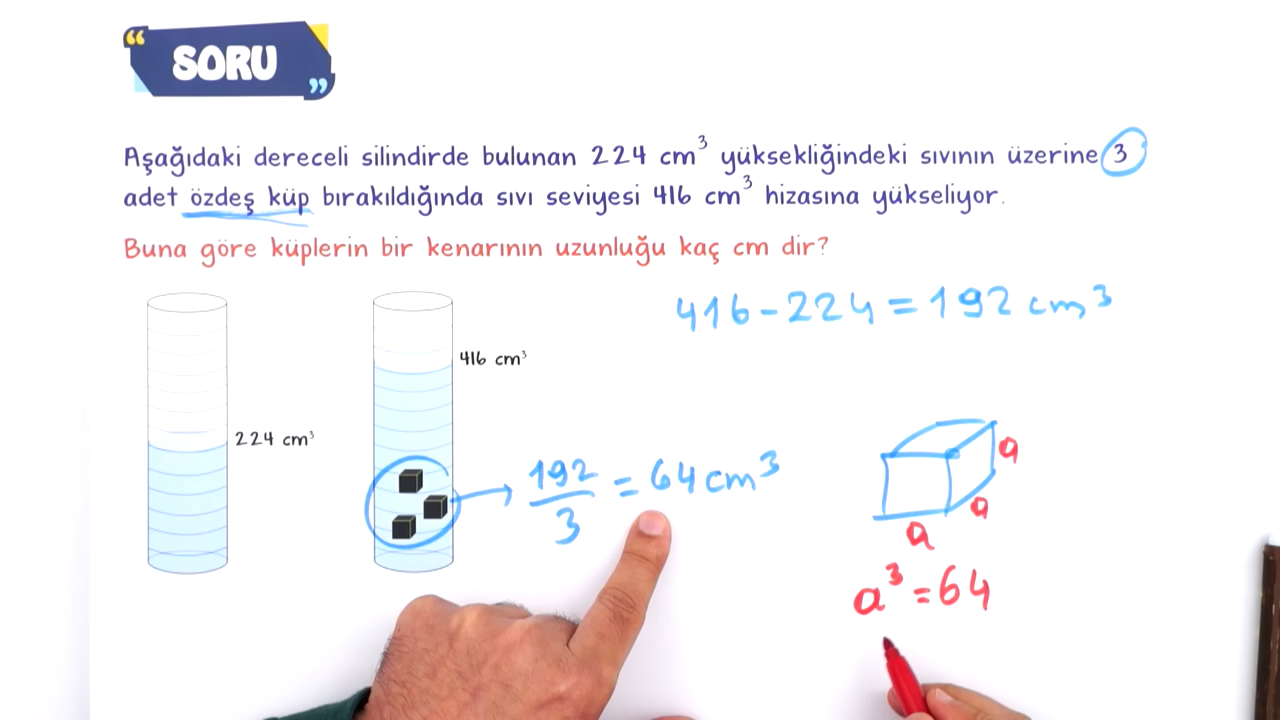 SORU
Aşağıdaki dereceli silindirde bulunan 224 cm³ yüksekliğindeki sıvının üzerine 3
adet özdeş küp bırakıldığında sıvı seviyesi 416 cm³ hizasına yükseliyor.
Buna göre küplerin bir kenarının uzunluğu kaç cm dir?
416-224=192 cm³
416 cm³
224 cm³
192/3 = 64 cm³
a
a
a
a³=64